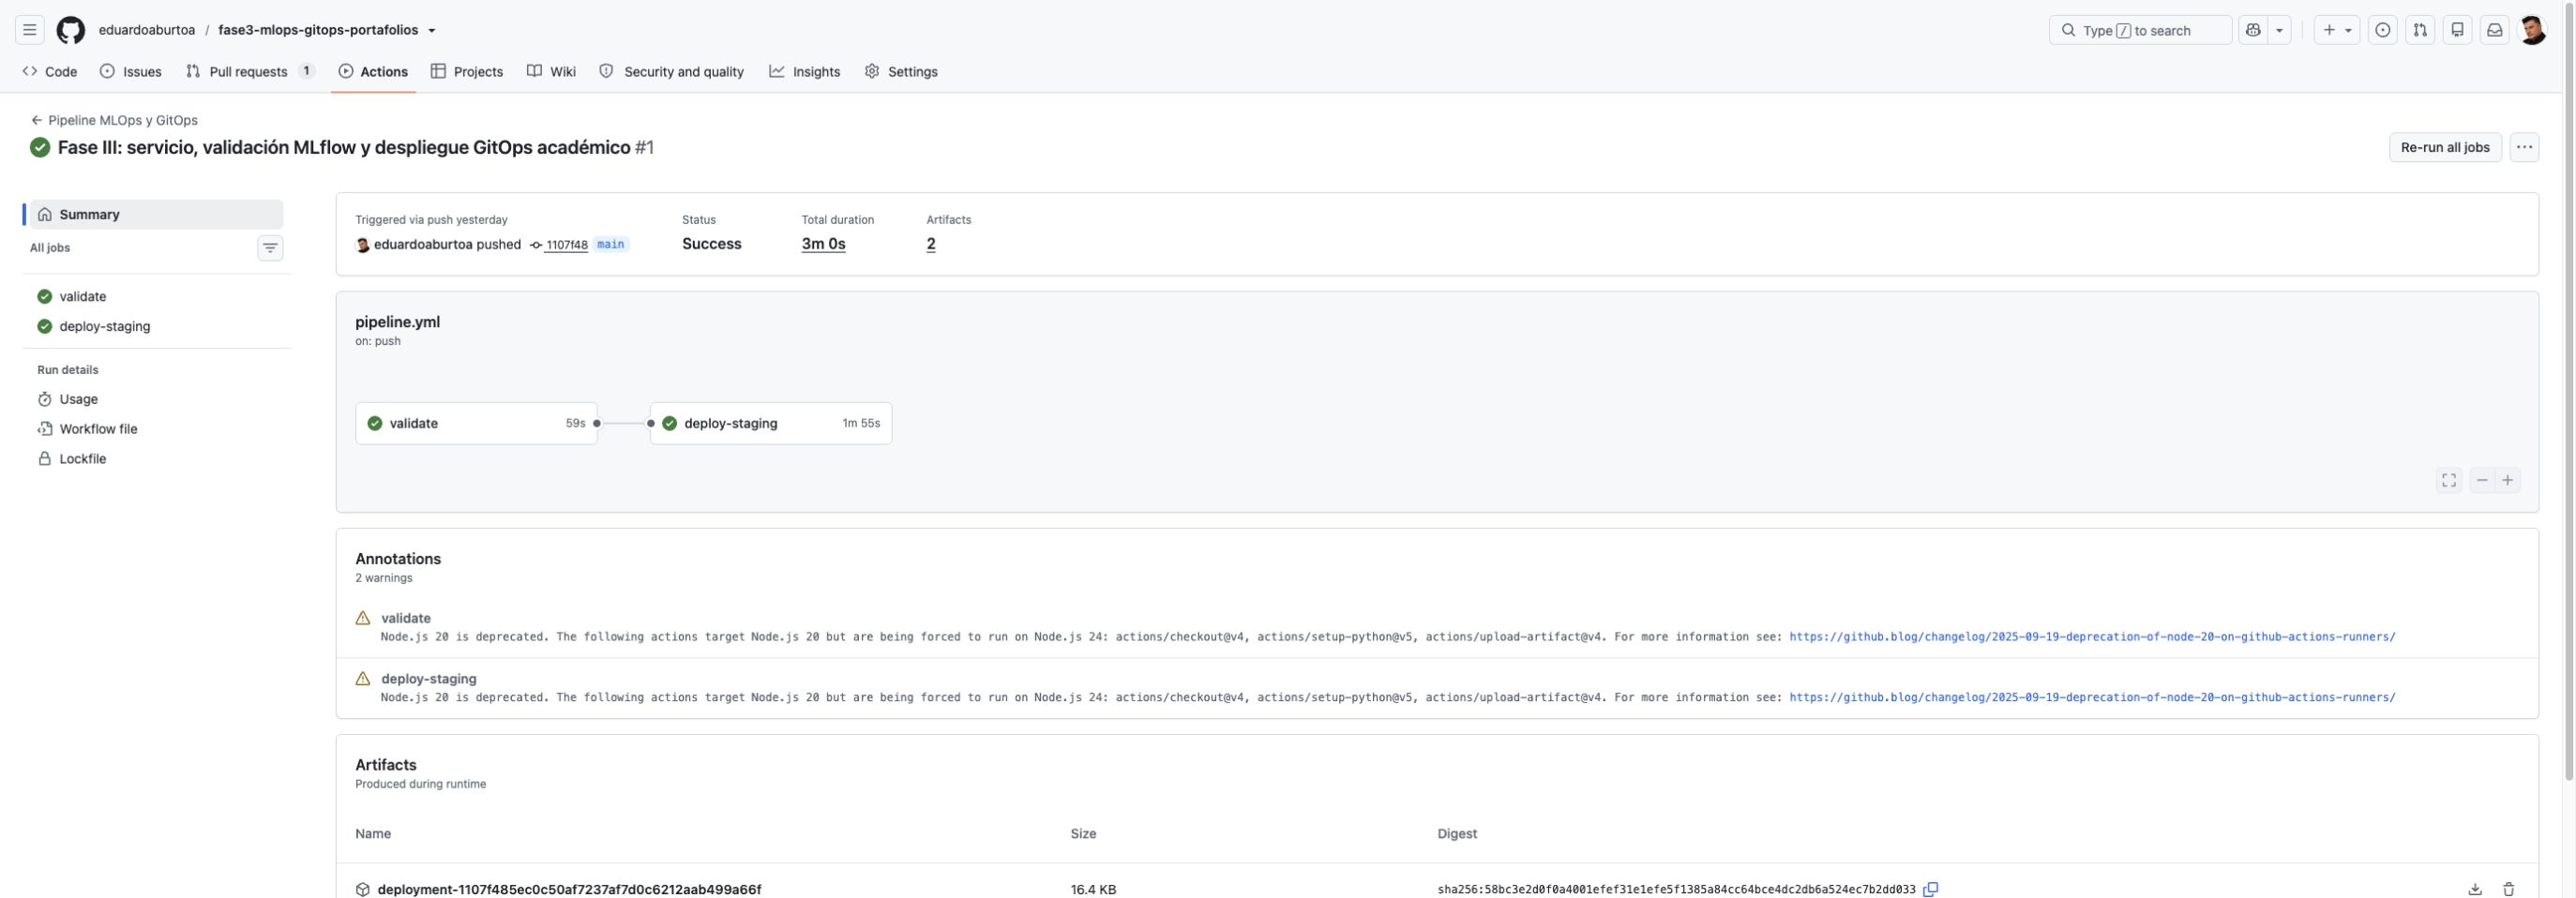 eduardoaburtoa / fase3-mlops-gitops-portafolios
Type / to search
Code Issues Pull requests 1 Actions Projects Wiki Security and quality Insights Settings
Pipeline MLOps y GitOps
Fase III: servicio, validación MLflow y despliegue GitOps académico #1
Re-run all jobs
Summary
All jobs
validate
deploy-staging
Run details
Usage
Workflow file
Lockfile
Triggered via push yesterday
eduardoaburtoa pushed 1107f48 main
Status
Success
Total duration
3m 0s
Artifacts
2
pipeline.yml
on: push
validate 59s
deploy-staging 1m 55s
Annotations
2 warnings
validate
Node.js 20 is deprecated. The following actions target Node.js 20 but are being forced to run on Node.js 24: actions/checkout@v4, actions/setup-python@v5, actions/upload-artifact@v4. For more information see: https://github.blog/changelog/2025-09-19-deprecation-of-node-20-on-github-actions-runners/
deploy-staging
Node.js 20 is deprecated. The following actions target Node.js 20 but are being forced to run on Node.js 24: actions/checkout@v4, actions/setup-python@v5, actions/upload-artifact@v4. For more information see: https://github.blog/changelog/2025-09-19-deprecation-of-node-20-on-github-actions-runners/
Artifacts
Produced during runtime
Name Size Digest
deployment-1107f485ec0c50af7237af7d0c6212aab499a66f 16.4 KB sha256:58bc3e2d0f0a4001efef31e1efe5f1385a84cc64bce4dc2db6a524ec7b2dd033